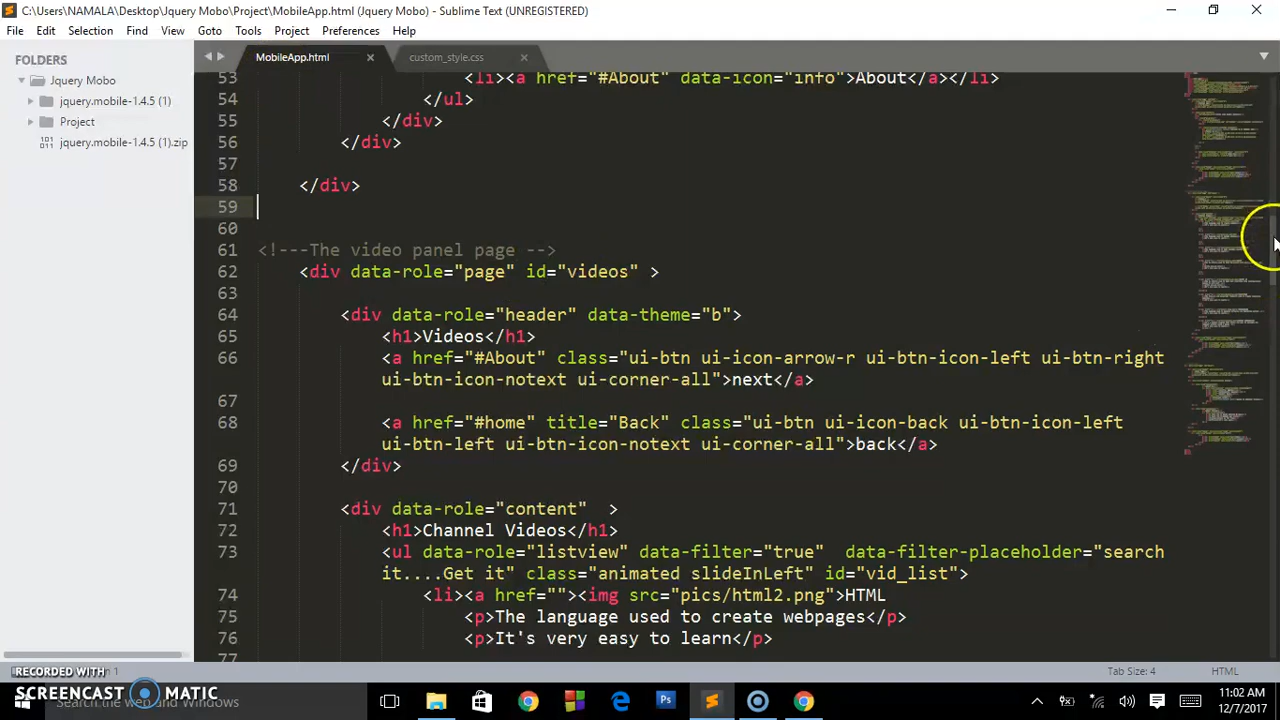 C:\Users\NAMALA\Desktop\Jquery Mobo\Project\MobileApp.html (Jquery Mobo) - Sublime Text (UNREGISTERED)
File Edit Selection Find View Goto Tools Project Preferences Help
FOLDERS
Jquery Mobo
jquery.mobile-1.4.5 (1)
Project
jquery.mobile-1.4.5 (1).zip
MobileApp.html
custom_style.css
53 <li><a href="#About" data-icon="info">About</a></li>
54 </ul>
55 </div>
56 </div>
57
58 </div>
59
60
61 <!---The video panel page -->
62 <div data-role="page" id="videos" >
63
64 <div data-role="header" data-theme="b">
65 <h1>Videos</h1>
66 <a href="#About" class="ui-btn ui-icon-arrow-r ui-btn-icon-left ui-btn-right
ui-btn-icon-notext ui-corner-all">next</a>
67
68 <a href="#home" title="Back" class="ui-btn ui-icon-back ui-btn-icon-left
ui-btn-left ui-btn-icon-notext ui-corner-all">back</a>
69 </div>
70
71 <div data-role="content"  >
72 <h1>Channel Videos</h1>
73 <ul data-role="listview" data-filter="true"  data-filter-placeholder="search
it....Get it" class="animated slideInLeft" id="vid_list">
74 <li><a href=""><img src="pics/html2.png">HTML
75 <p>The language used to create webpages</p>
76 <p>It's very easy to learn</p>
77
RECORDED WITH
SCREENCAST MATIC
Tab Size: 4
HTML
Search the web and Windows
11:02 AM
12/7/2017